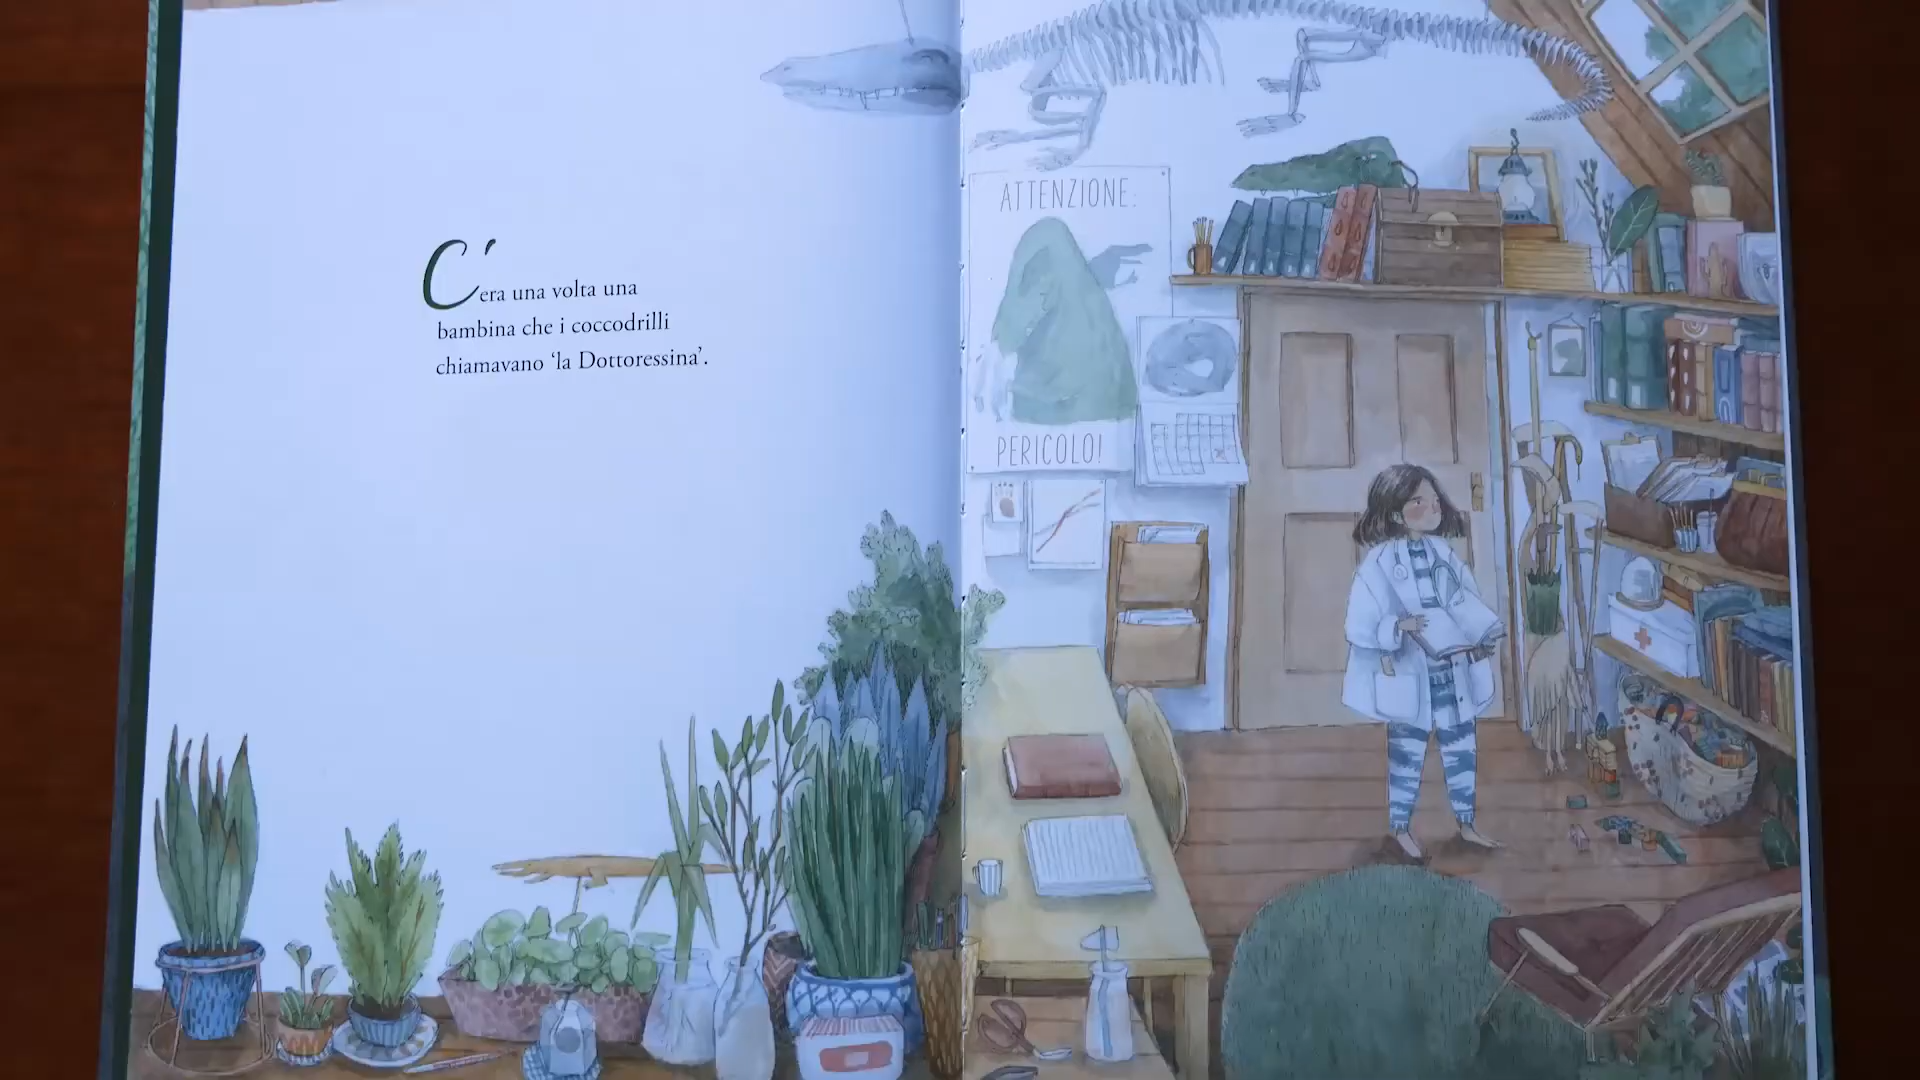 C'era una volta una
bambina che i coccodrilli
chiamavano ‘la Dottoressina’.
ATTENZIONE:
PERICOLO!